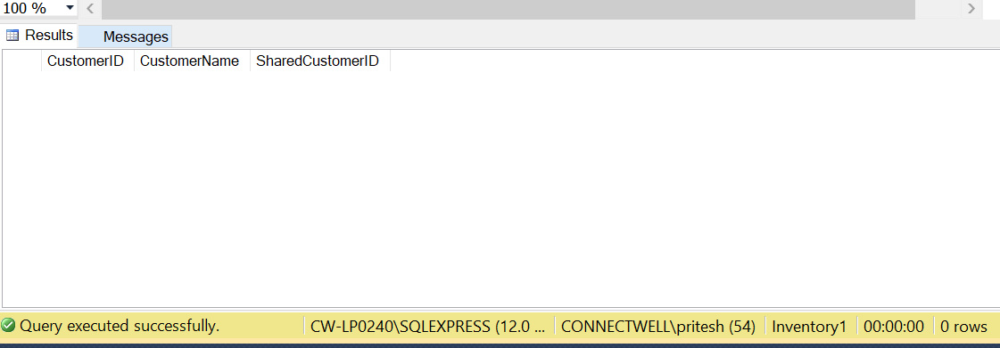 100 %
Results Messages
CustomerID CustomerName SharedCustomerID
Query executed successfully. CW-LP0240\SQLEXPRESS (12.0 ... CONNECTWELL\pritesh (54) Inventory1 00:00:00 0 rows